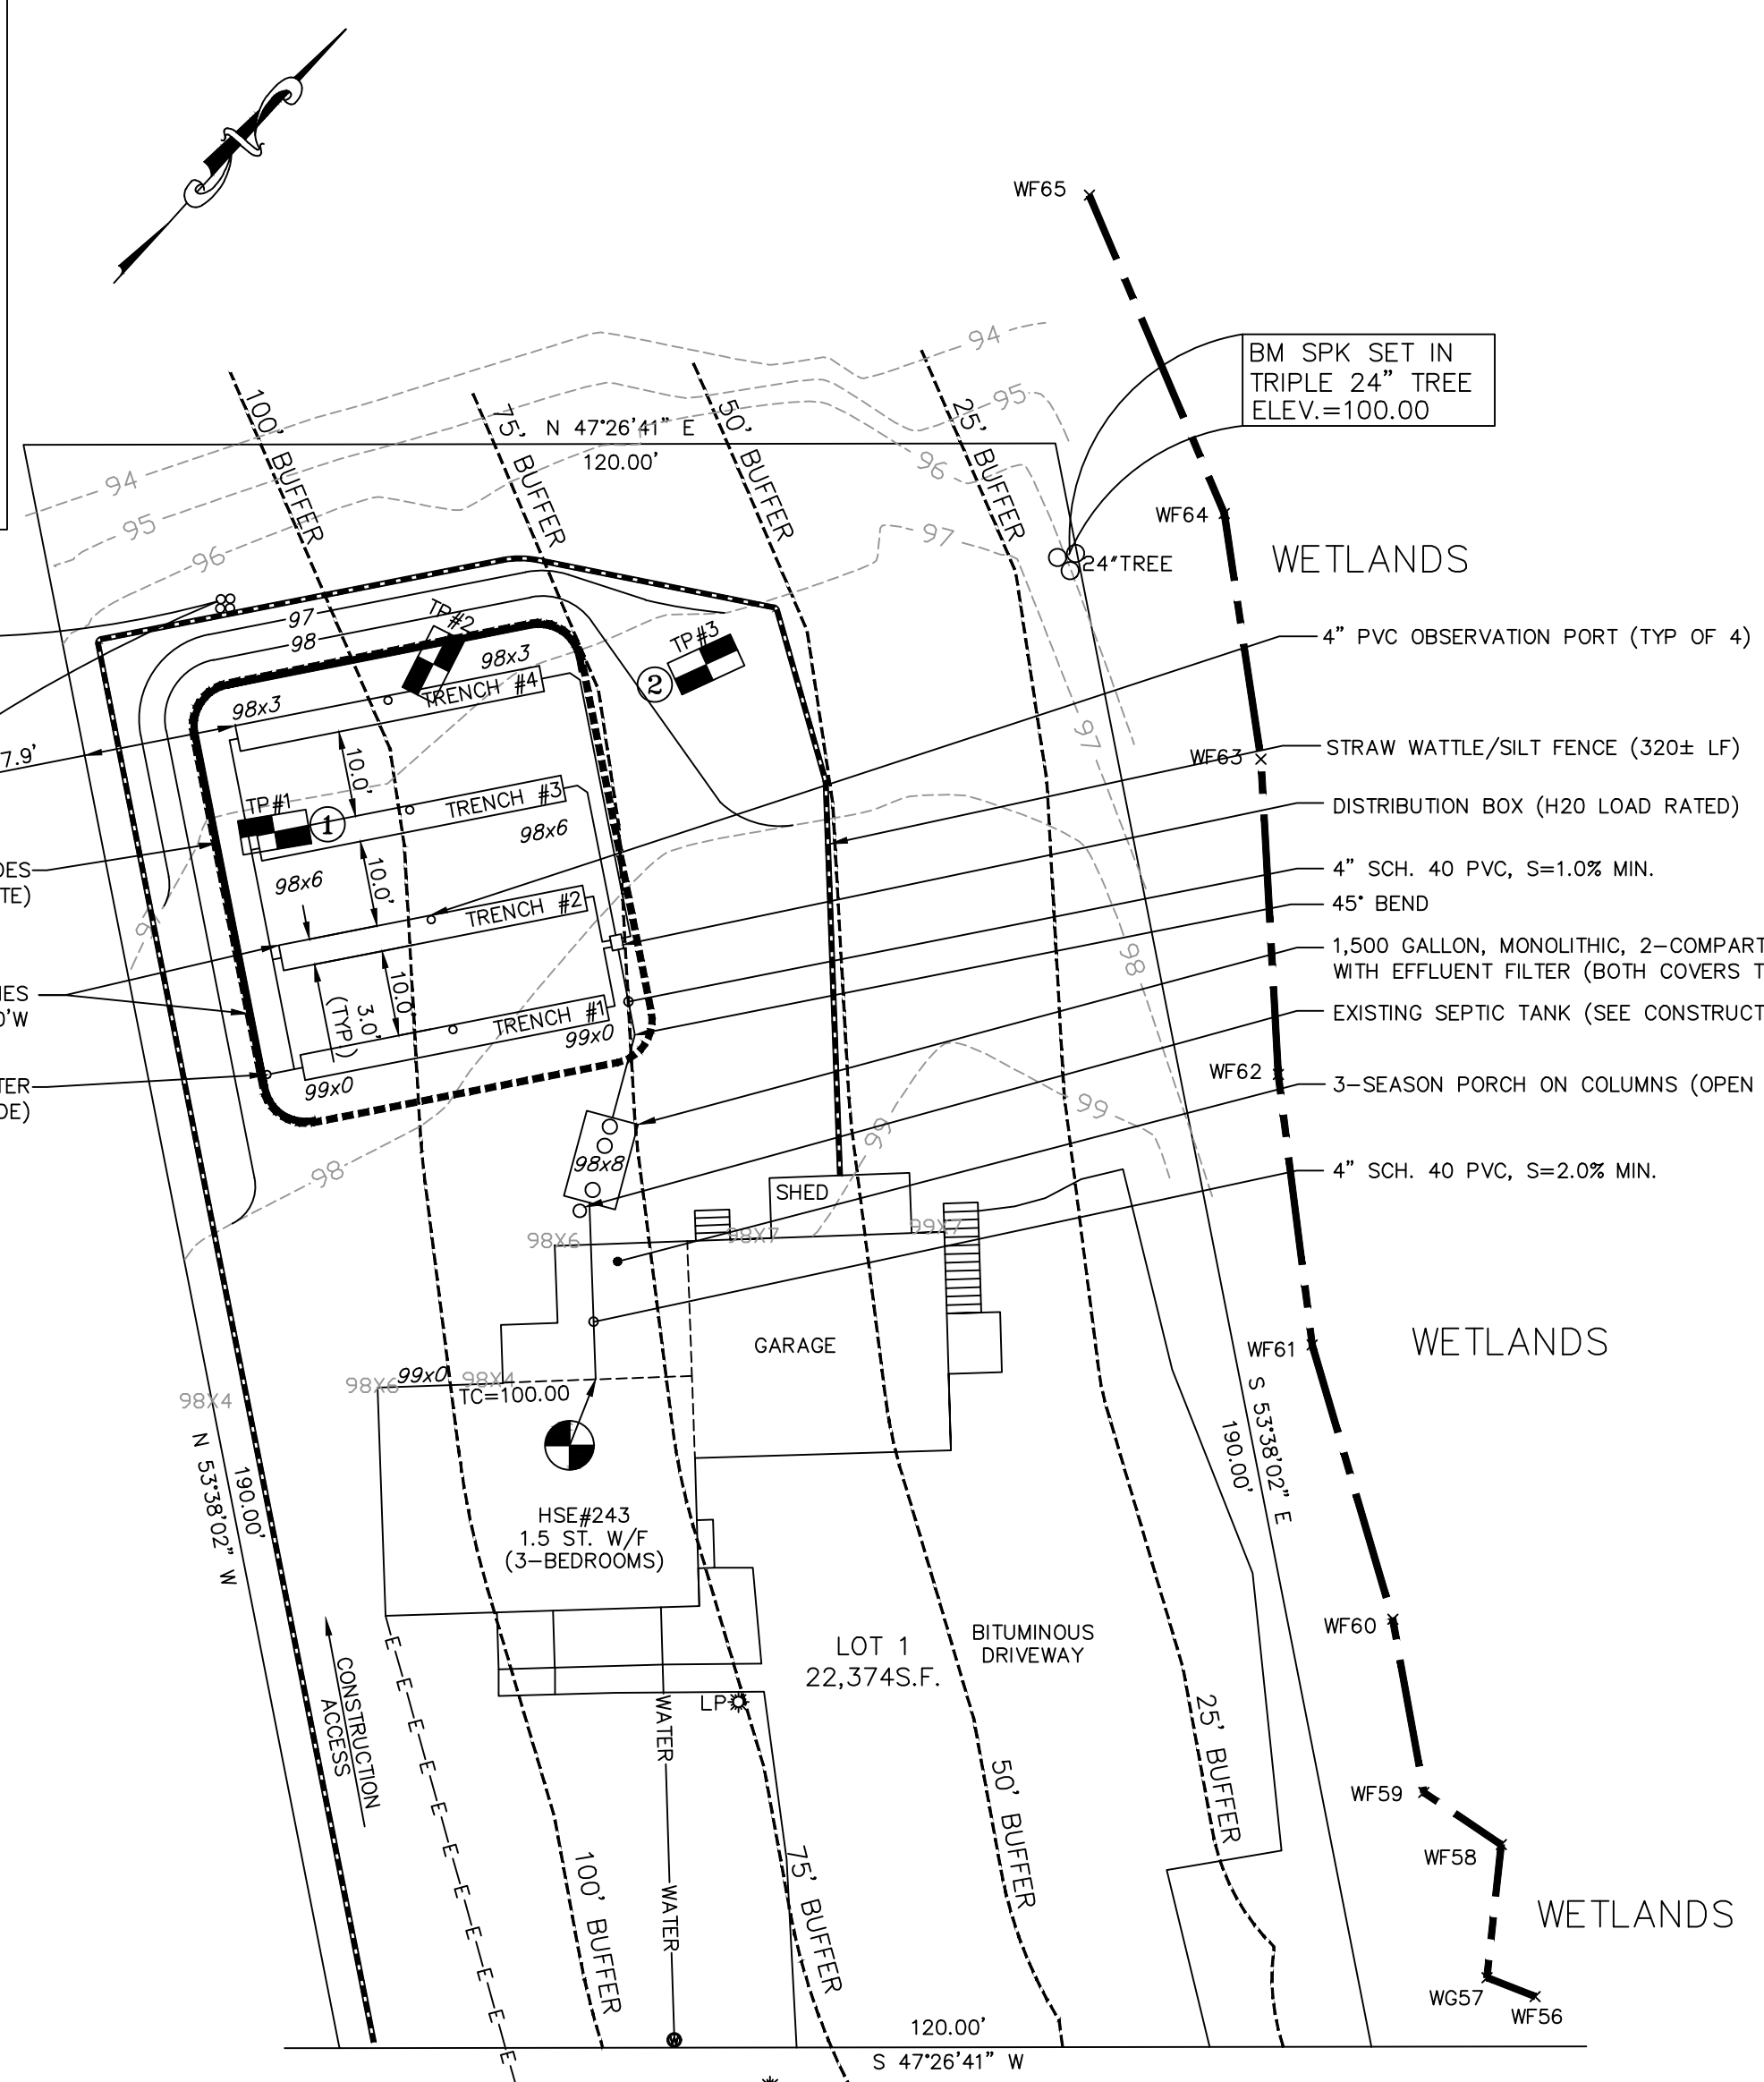 WF65
94
BM SPK SET IN
TRIPLE 24” TREE
ELEV.=100.00
95
100' BUFFER
75' BUFFER
50' BUFFER
25' BUFFER
N 47°26'41” E
120.00'
94
96
95
97
WF64
WETLANDS
24”TREE
96
97
98
TP#2
TP#3
2
98x3
TRENCH #4
4” PVC OBSERVATION PORT (TYP OF 4)
98x3
7.9'
10.0'
97
WF63
STRAW WATTLE/SILT FENCE (320± LF)
TP#1
1
TRENCH #3
98x6
DISTRIBUTION BOX (H20 LOAD RATED)
DES
TE)
98x6
10.0'
4” SCH. 40 PVC, S=1.0% MIN.
TRENCH #2
45° BEND
98
1,500 GALLON, MONOLITHIC, 2-COMPART
WITH EFFLUENT FILTER (BOTH COVERS T
10.0'
3.0'
(TYP.)
TRENCH #1
99x0
EXISTING SEPTIC TANK (SEE CONSTRUCT
0'W
WF62
TER
DE)
99x0
3-SEASON PORCH ON COLUMNS (OPEN
99
99
98
98x8
4” SCH. 40 PVC, S=2.0% MIN.
SHED
98X6
98X7
99X7
GARAGE
WF61
WETLANDS
98X6
99x0
98X4
TC=100.00
98X4
N 53°38'02” W
190.00'
S 53°38'02” E
190.00'
HSE#243
1.5 ST. W/F
(3-BEDROOMS)
WF60
LOT 1
22,374S.F.
BITUMINOUS
DRIVEWAY
CONSTRUCTION
ACCESS
E E E E E E E E E E E
LP
WATER
25' BUFFER
50' BUFFER
WF59
WF58
100' BUFFER
WATER
75' BUFFER
WETLANDS
WG57
WF56
W
120.00'
S 47°26'41” W